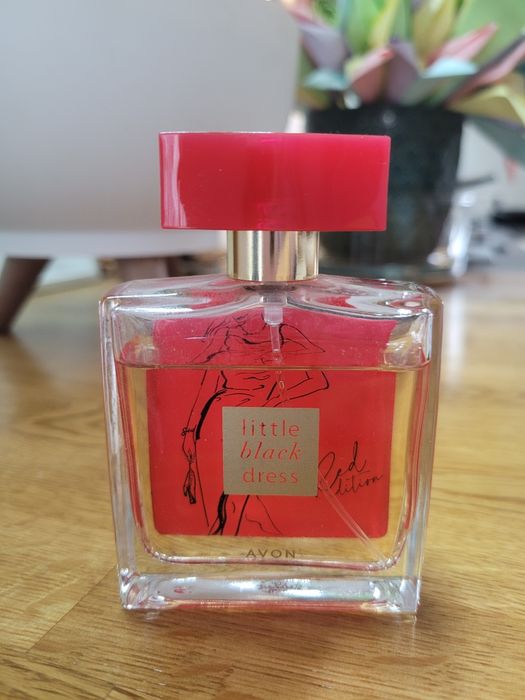 little
black
dress
Red
Edition
AVON